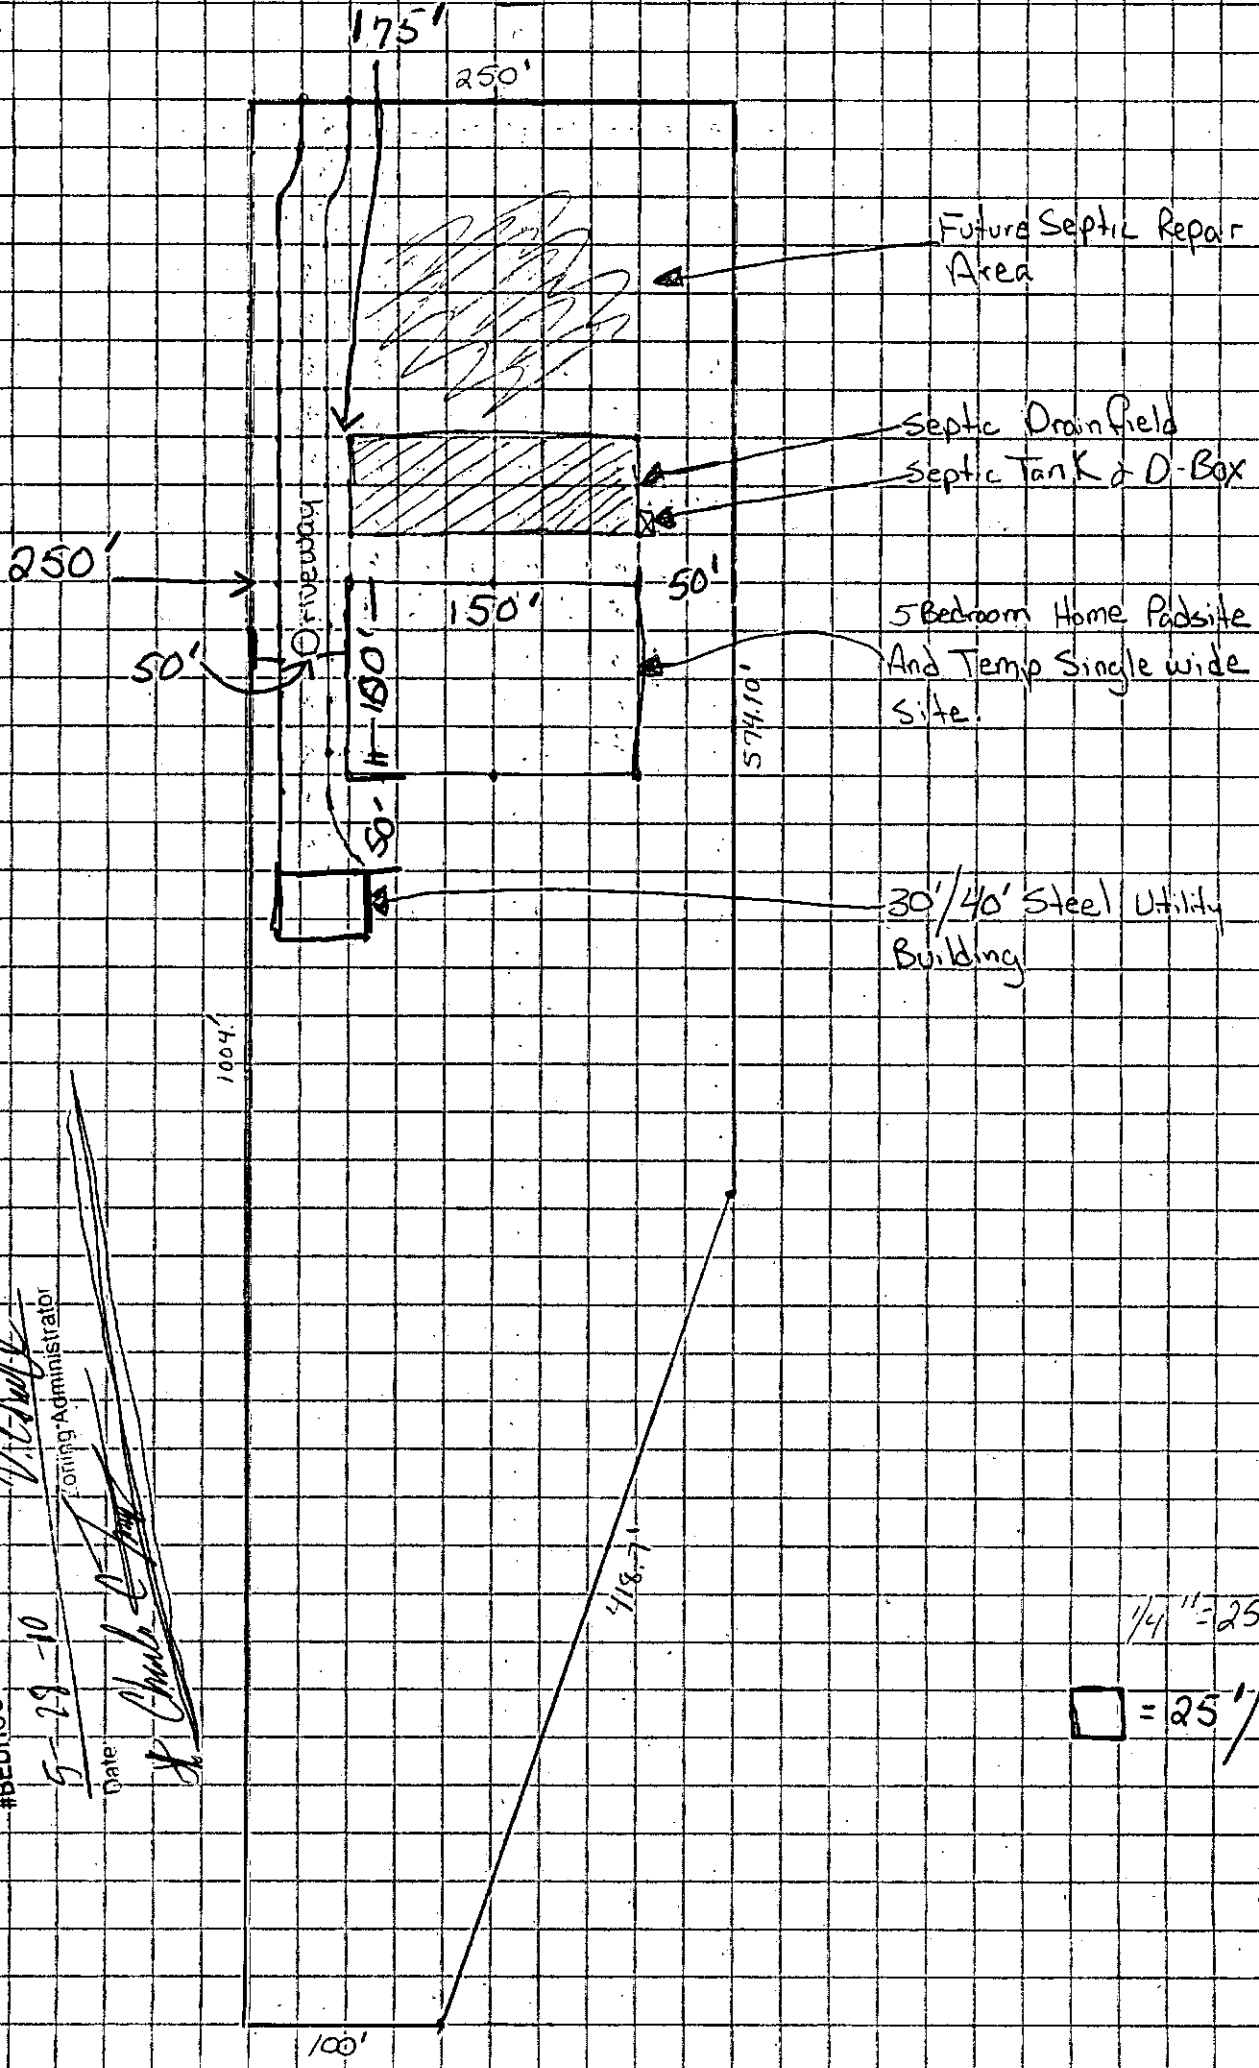 175'
250'
Future Septic Repair
Area
Septic Drainfield
Septic Tank & D-Box
Driveway
250'
150'
50'
50'
100'
5 Bedroom Home Padsite
And Temp Single wide
Site.
574.10'
50'
30'/40' Steel Utility
Building
1004.'
Zoning Administrator
418.7'
5-28-10
Date
1/4" = 25
= 25'/
100'